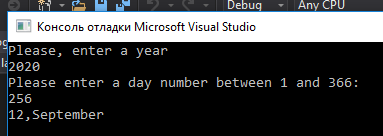 Debug
Any CPU
Консоль отладки Microsoft Visual Studio
Please, enter a year
2020
Please enter a day number between 1 and 366:
256
12,September